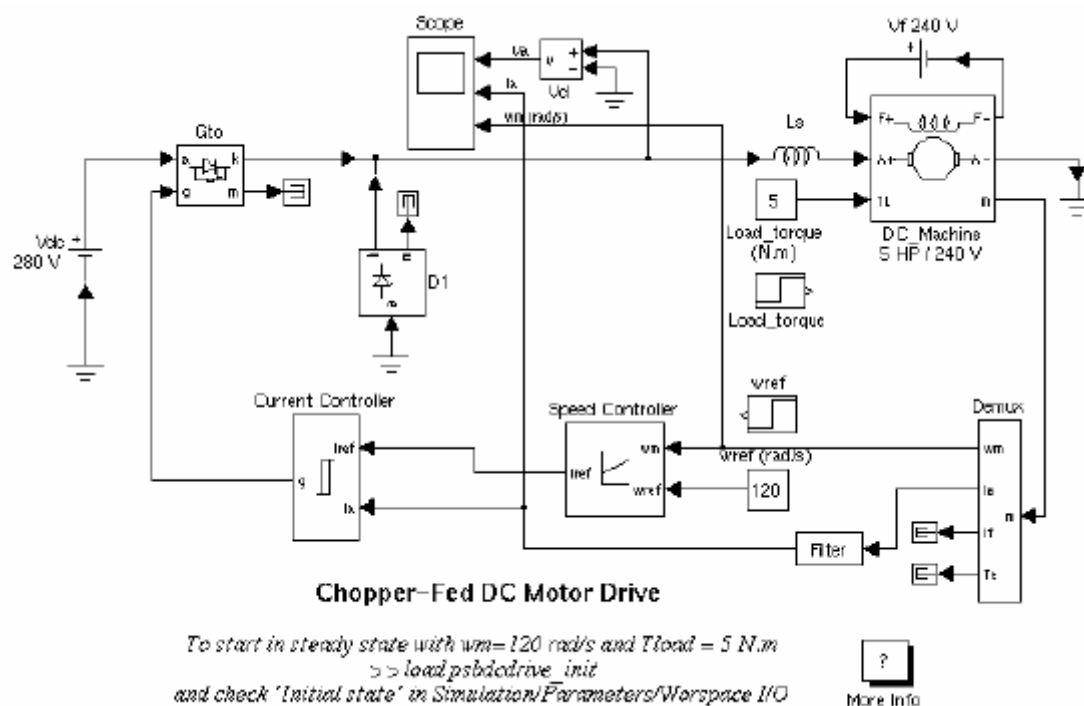 Scope
Vf 240 V
Va
Ia
wm (rad/s)
v
+
-
Vd
Gto
a
k
g
m
Ls
F+
F-
A+
A-
TL
m
5
Load_torque
(N.m)
DC_Machine
5 HP / 240 V
Vdc
+
280 V
D1
Load_torque
Current Controller
Iref
g
Ia
Speed Controller
wm
Iref
wref
wref
wref (rad/s)
120
Demux
wm
Ia
m
If
Te
Filter
Chopper-Fed DC Motor Drive
To start in steady state with wm=120 rad/s and Tload = 5 N.m
>> load psbdcdrive_init
and check 'Initial state' in Simulation/Parameters/Worspace I/O
?
More Info